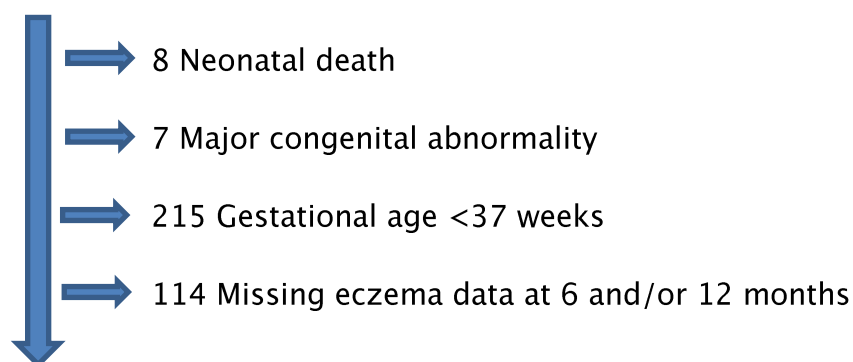 8 Neonatal death
7 Major congenital abnormality
215 Gestational age <37 weeks
114 Missing eczema data at 6 and/or 12 months